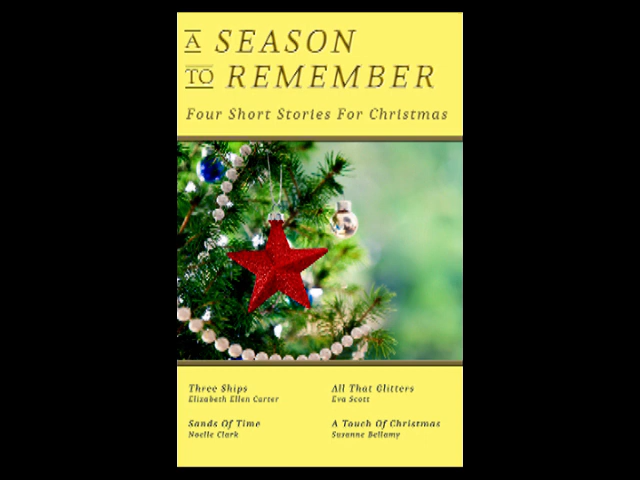 A SEASON
TO REMEMBER
Four Short Stories For Christmas
Three Ships
Elizabeth Ellen Carter
All That Glitters
Eva Scott
Sands Of Time
Noelle Clark
A Touch Of Christmas
Suzanne Bellamy